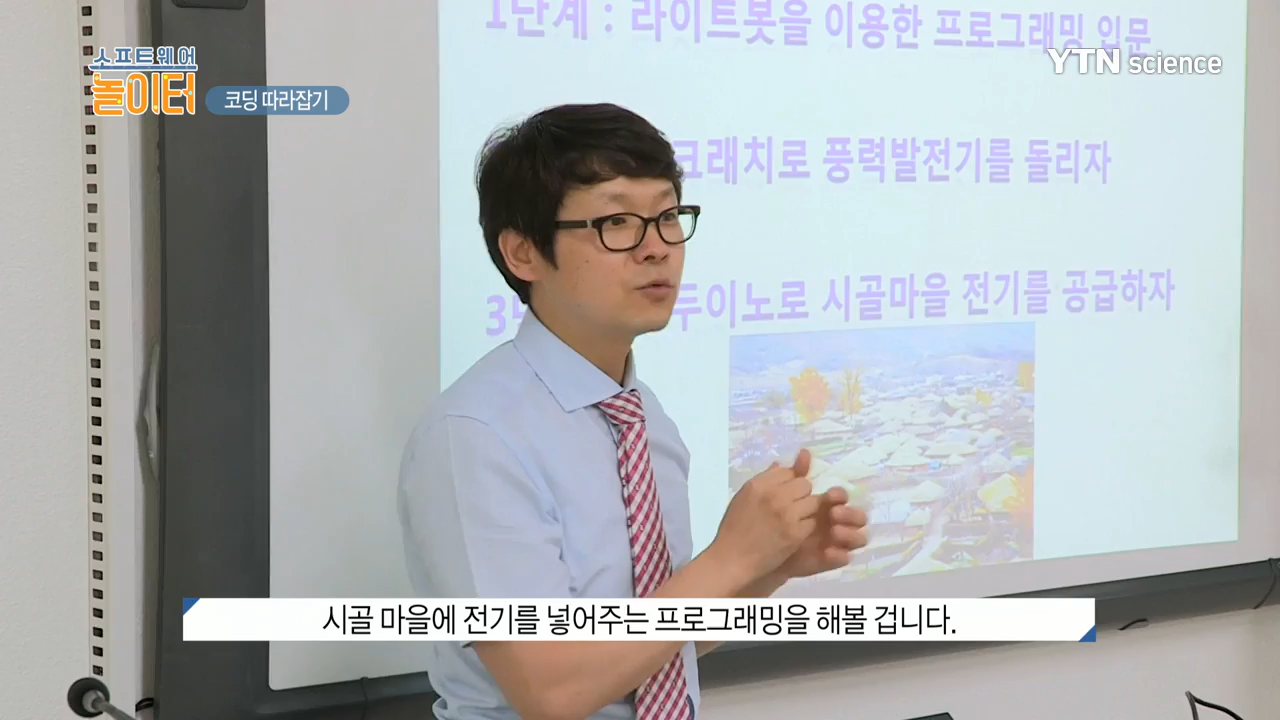 1단계 : 라이트봇을 이용한 프로그래밍 입문
YTN science
소프트웨어
놀이터
코딩 따라잡기
크래치로 풍력발전기를 돌리자
두이노로 시골마을 전기를 공급하자
시골 마을에 전기를 넣어주는 프로그래밍을 해볼 겁니다.